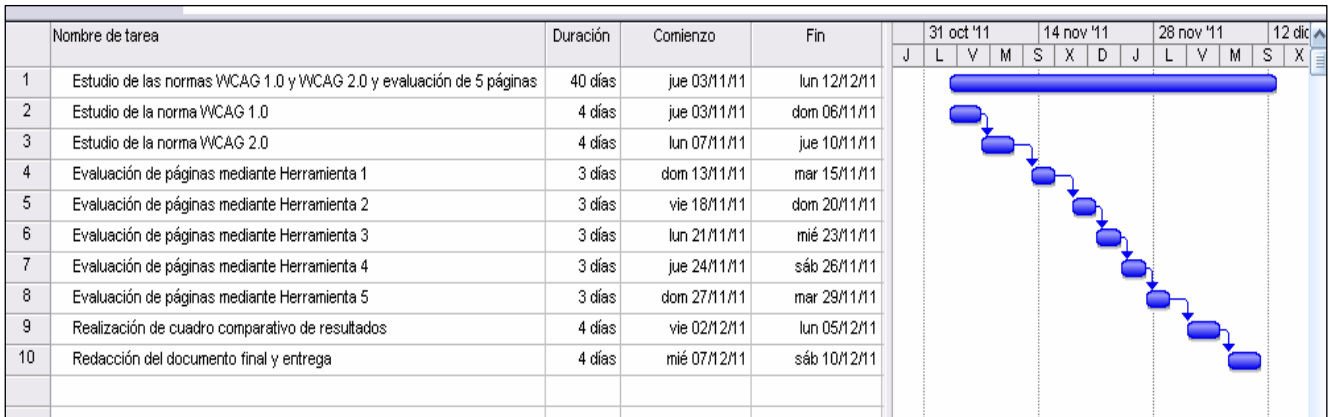 Nombre de tarea Duración Comienzo Fin 31 oct '11 14 nov '11 28 nov '11 12 dic
J L V M S X D J L V M S X
1 Estudio de las normas WCAG 1.0 y WCAG 2.0 y evaluación de 5 páginas 40 días jue 03/11/11 lun 12/12/11
2 Estudio de la norma WCAG 1.0 4 días jue 03/11/11 dom 06/11/11
3 Estudio de la norma WCAG 2.0 4 días lun 07/11/11 jue 10/11/11
4 Evaluación de páginas mediante Herramienta 1 3 días dom 13/11/11 mar 15/11/11
5 Evaluación de páginas mediante Herramienta 2 3 días vie 18/11/11 dom 20/11/11
6 Evaluación de páginas mediante Herramienta 3 3 días lun 21/11/11 mié 23/11/11
7 Evaluación de páginas mediante Herramienta 4 3 días jue 24/11/11 sáb 26/11/11
8 Evaluación de páginas mediante Herramienta 5 3 días dom 27/11/11 mar 29/11/11
9 Realización de cuadro comparativo de resultados 4 días vie 02/12/11 lun 05/12/11
10 Redacción del documento final y entrega 4 días mié 07/12/11 sáb 10/12/11